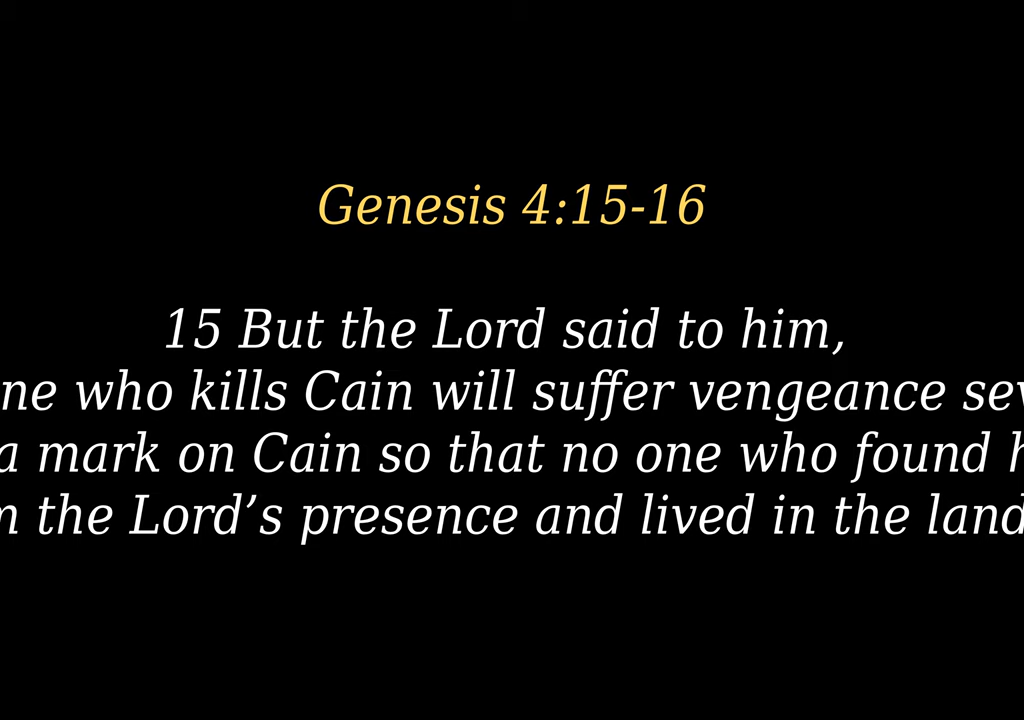 Genesis 4:15-16
15 But the Lord said to him,
ne who kills Cain will suffer vengeance sev
a mark on Cain so that no one who found h
the Lord’s presence and lived in the land